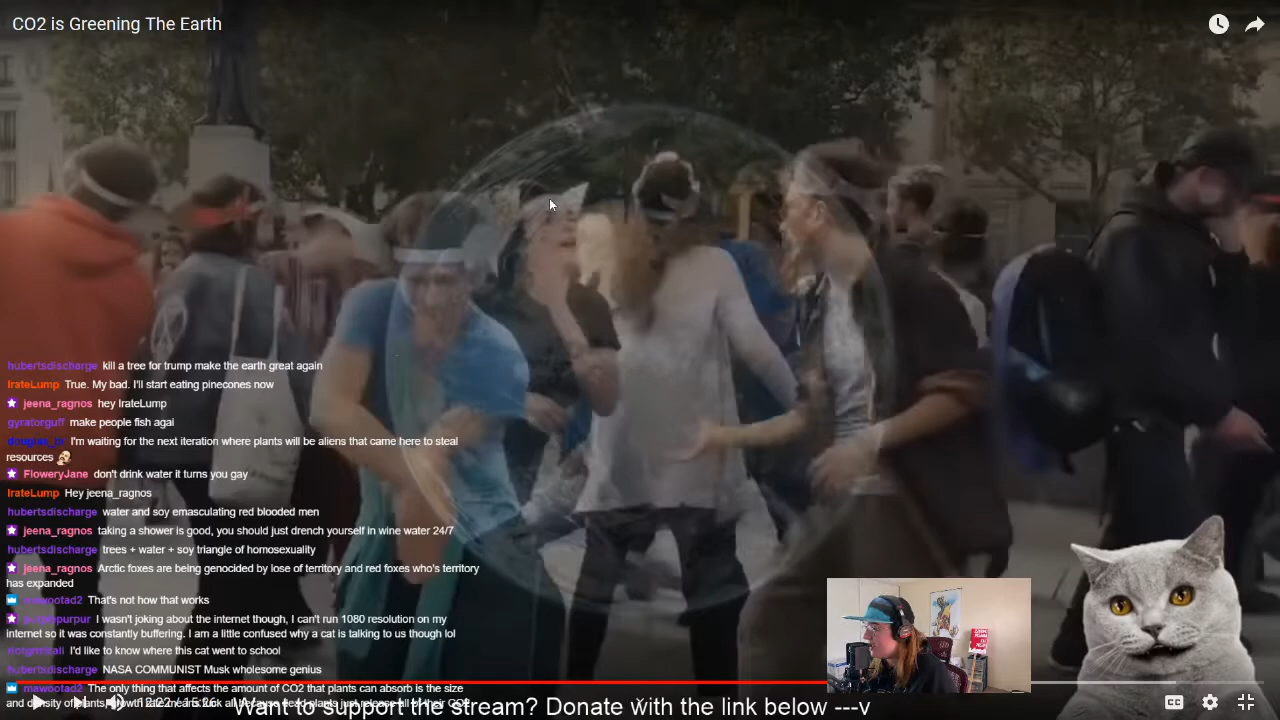 CO2 is Greening The Earth
hubertsdischarge kill a tree for trump make the earth great again
IrateLump True. My bad. I'll start eating pinecones now
jeena_ragnos hey IrateLump
gyratorguff make people fish agai
I'm waiting for the next iteration where plants will be aliens that came here to steal
resources
FloweryJane don't drink water it turns you gay
IrateLump Hey jeena_ragnos
hubertsdischarge water and soy emasculating red blooded men
jeena_ragnos taking a shower is good, you should just drench yourself in wine water 24/7
hubertsdischarge trees + water + soy triangle of homosexuality
jeena_ragnos Arctic foxes are being genocided by lose of territory and red foxes who's territory
has expanded
mawootad2 That's not how that works
I wasn't joking about the internet though, I can't run 1080 resolution on my
internet so it was constantly buffering. I am a little confused why a cat is talking to us though lol
I'd like to know where this cat went to school
hubertsdischarge NASA COMMUNIST Musk wholesome genius
mawootad2 The only thing that affects the amount of CO2 that plants can absorb is the size
and density of plants,
12:22 / 15:26
Want to support the stream? Donate with the link below ---v
CC